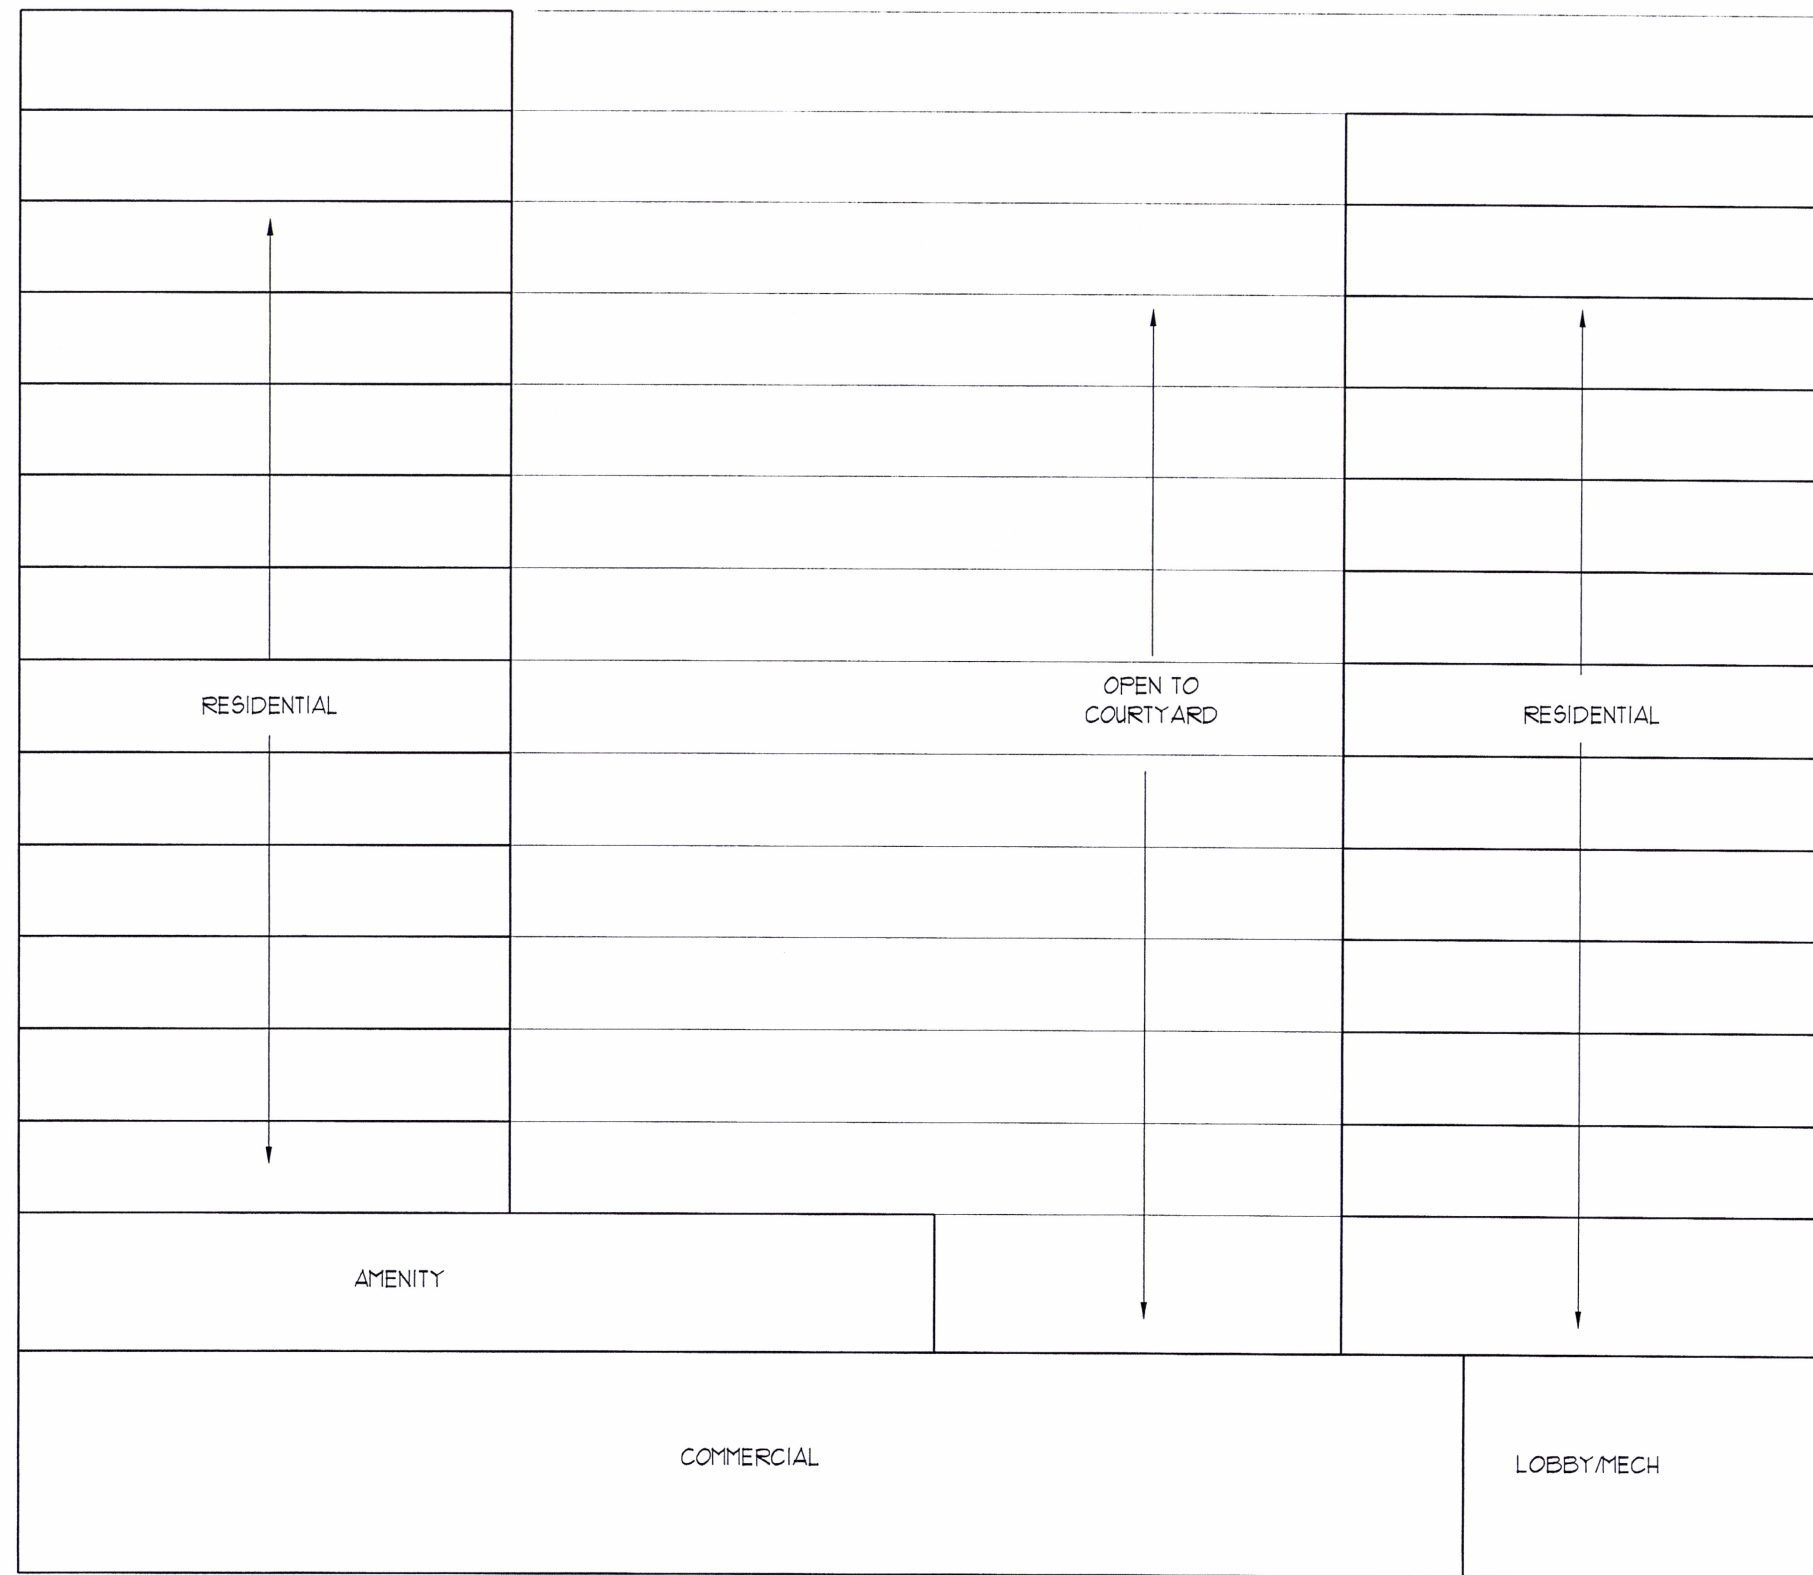 RESIDENTIAL
OPEN TO
COURTYARD
RESIDENTIAL
AMENITY
COMMERCIAL
LOBBY/MECH